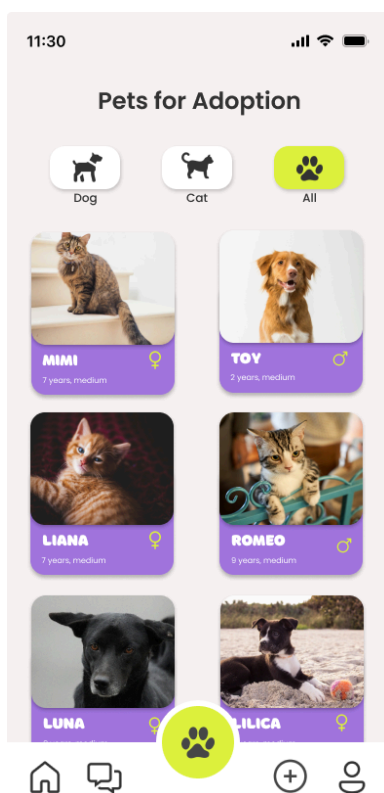 11:30
Pets for Adoption
Dog
Cat
All
MIMI
7 years, medium
TOY
2 years, medium
LIANA
7 years, medium
ROMEO
9 years, medium
LUNA
LILICA